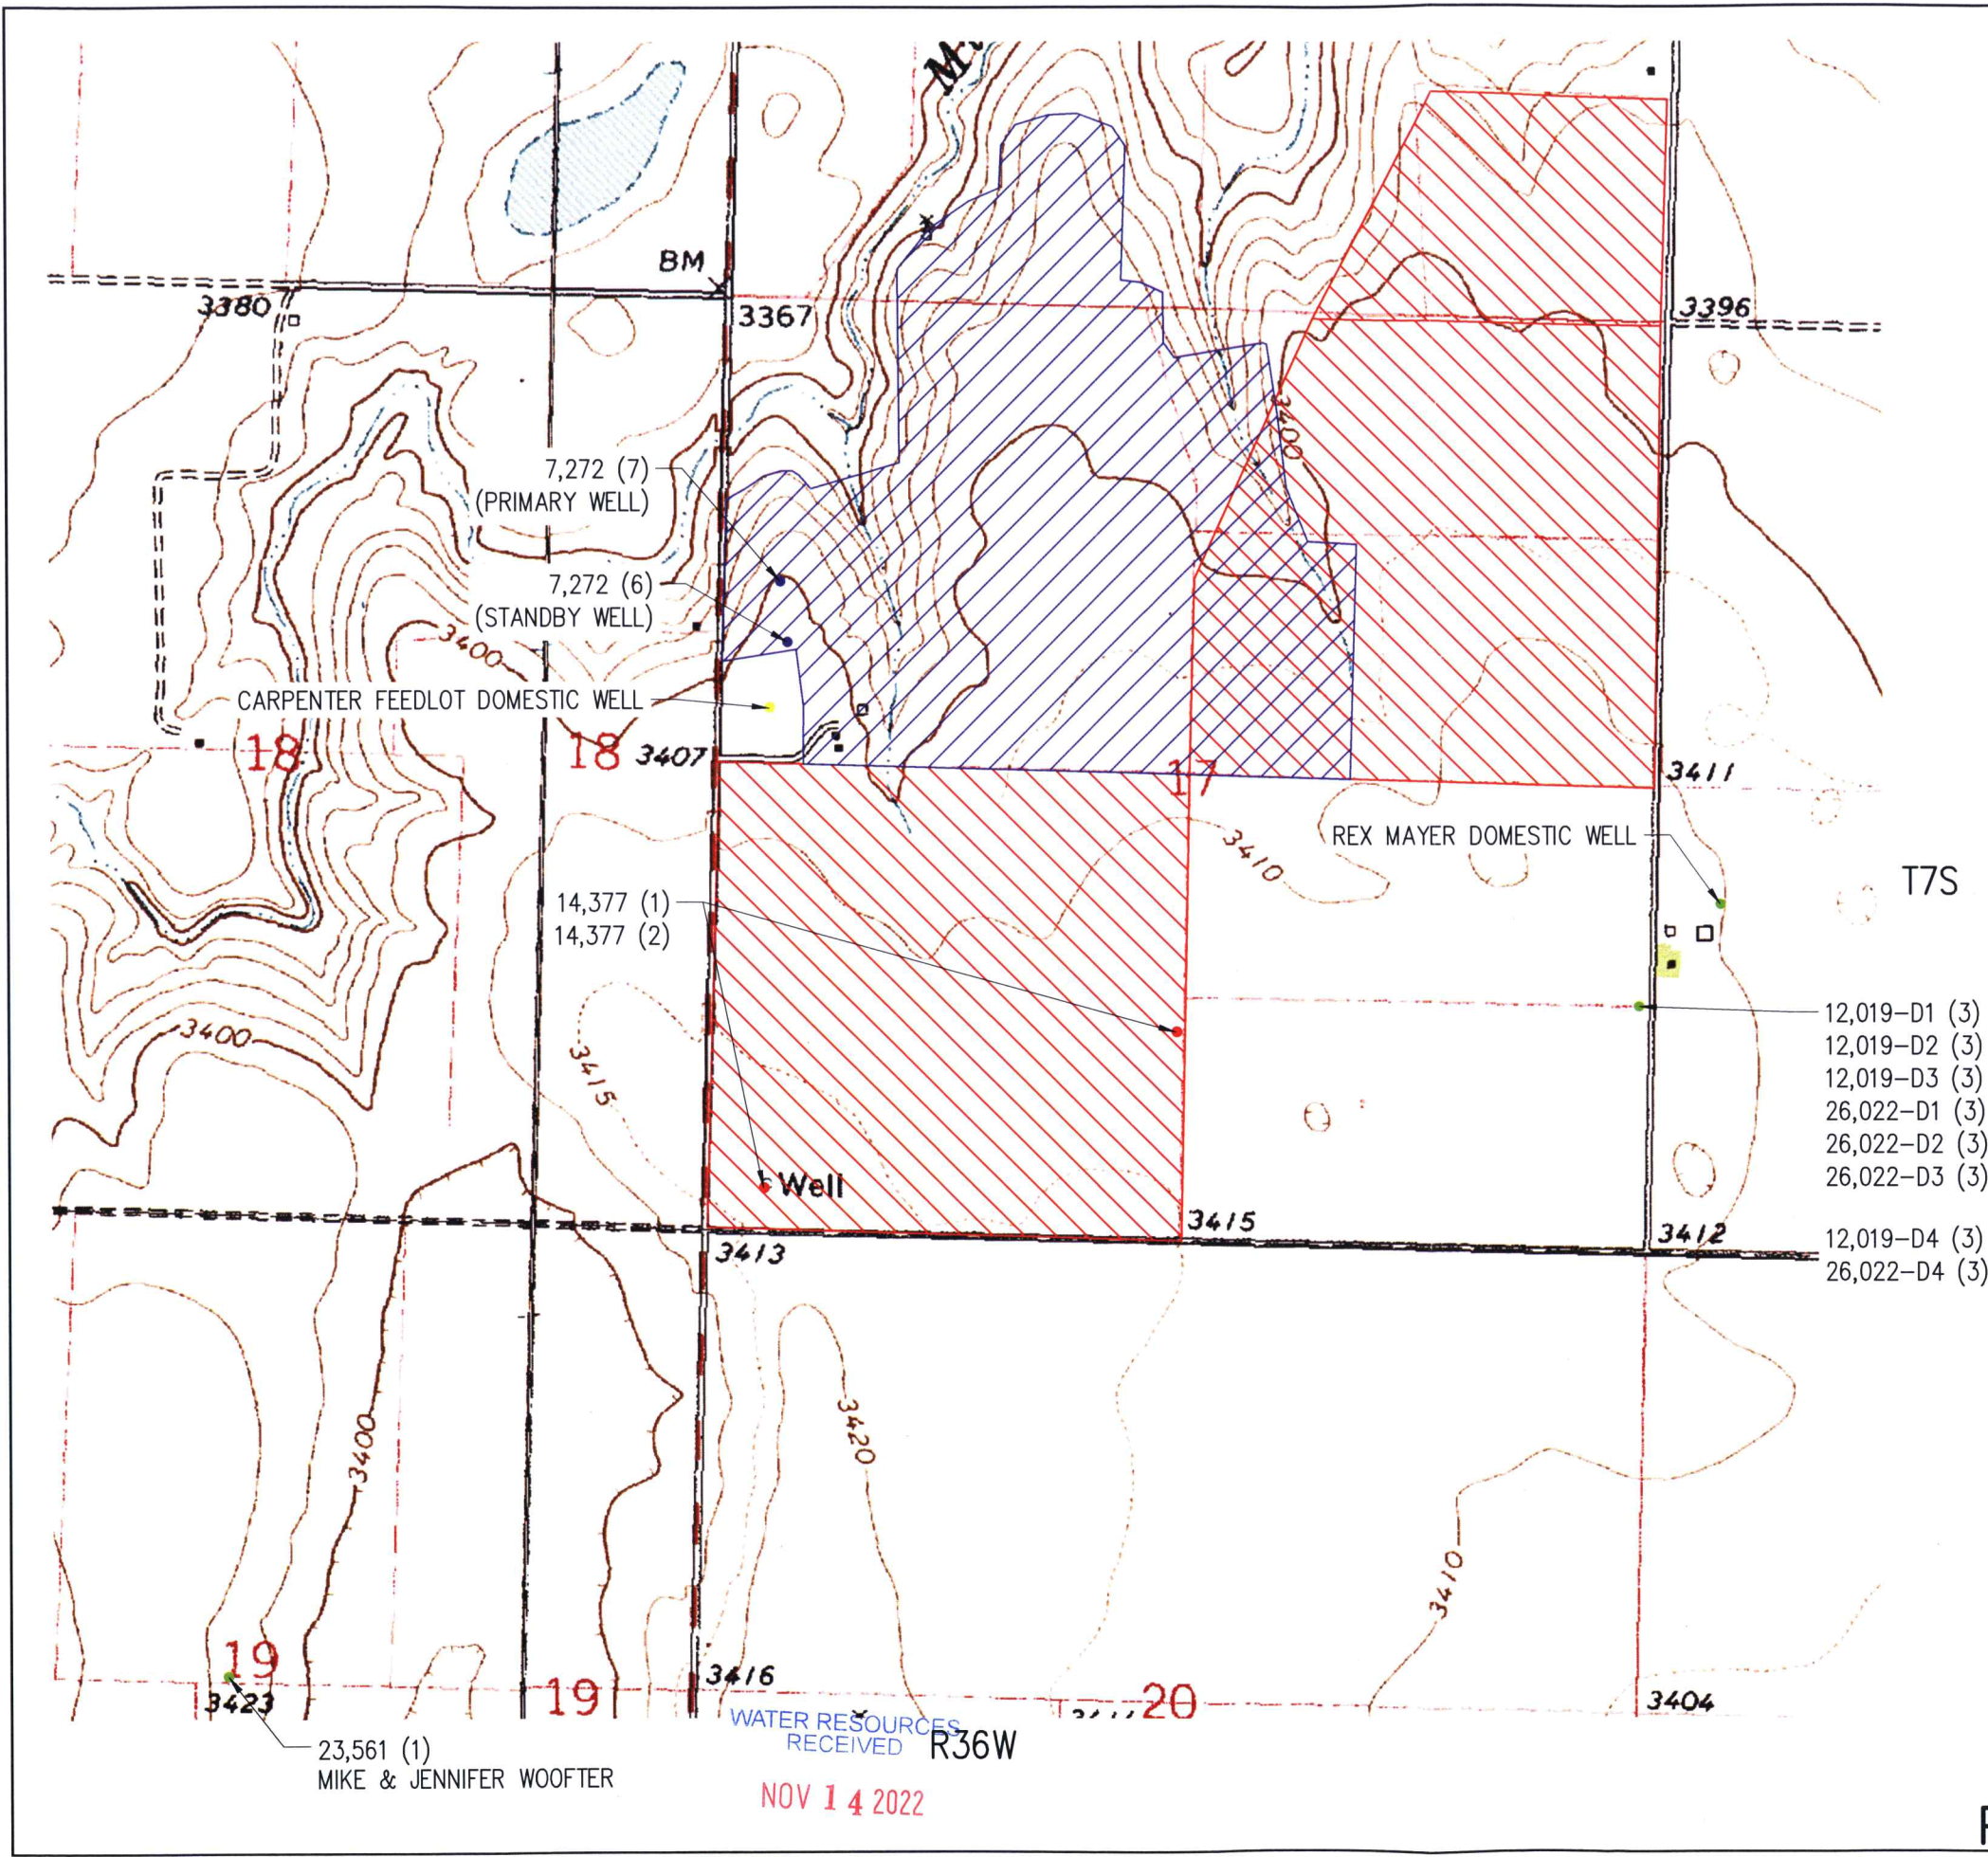 M
BM
3380
3367
3396
7,272 (7)
(PRIMARY WELL)
3400
7,272 (6)
(STANDBY WELL)
3400
CARPENTER FEEDLOT DOMESTIC WELL
18
18
3407
17
3411
REX MAYER DOMESTIC WELL
3410
T7S
14,377 (1)
14,377 (2)
3400
3415
12,019-D1 (3)
12,019-D2 (3)
12,019-D3 (3)
26,022-D1 (3)
26,022-D2 (3)
26,022-D3 (3)
Well
3415
3413
3412
12,019-D4 (3)
26,022-D4 (3)
3400
3420
3410
19
3423
19
3416
20
3404
WATER RESOURCES
RECEIVED
R36W
23,561 (1)
MIKE & JENNIFER WOOFTER
NOV 14 2022